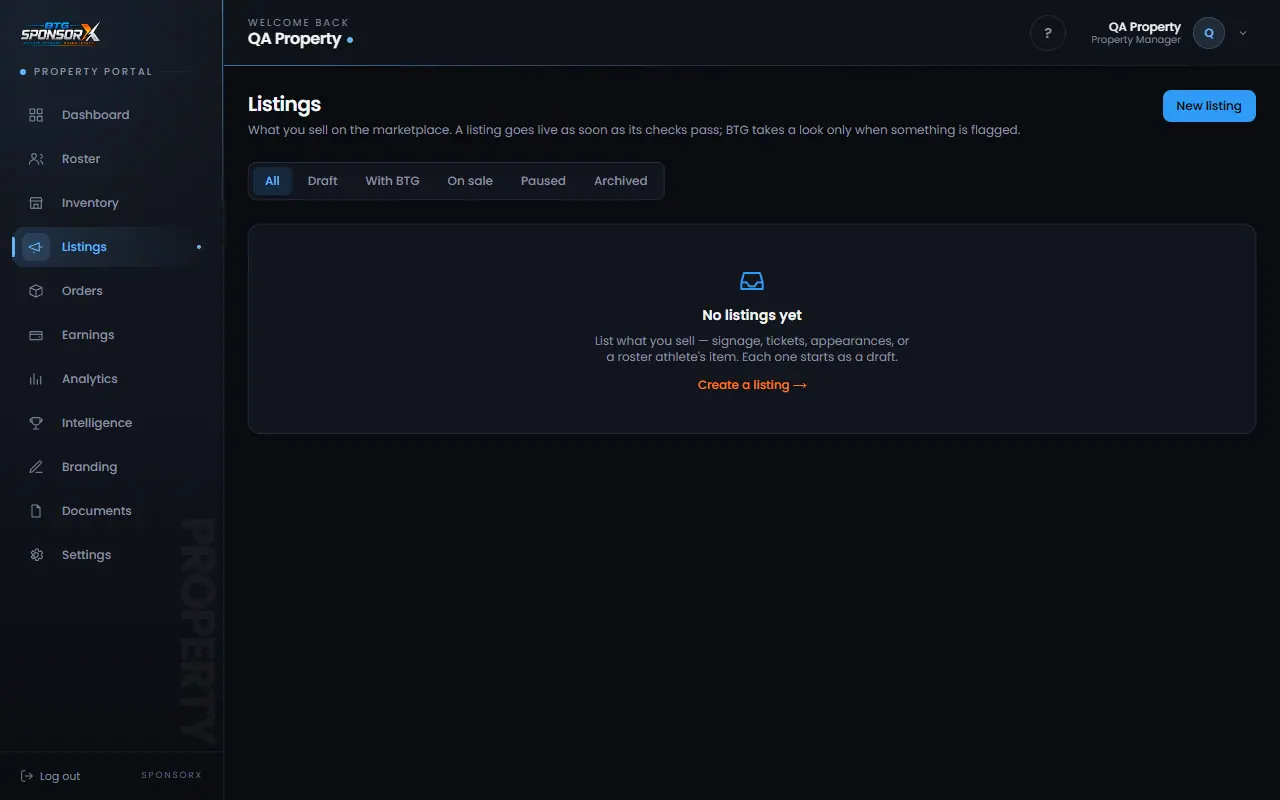 BTG
SPONSORX
PROPERTY PORTAL
Dashboard
Roster
Inventory
Listings
Orders
Earnings
Analytics
Intelligence
Branding
Documents
Settings
PROPERTY
Log out
SPONSORX
WELCOME BACK
QA Property
?
QA Property
Property Manager
Q
Listings
What you sell on the marketplace. A listing goes live as soon as its checks pass; BTG takes a look only when something is flagged.
New listing
All
Draft
With BTG
On sale
Paused
Archived
No listings yet
List what you sell — signage, tickets, appearances, or
a roster athlete's item. Each one starts as a draft.
Create a listing →